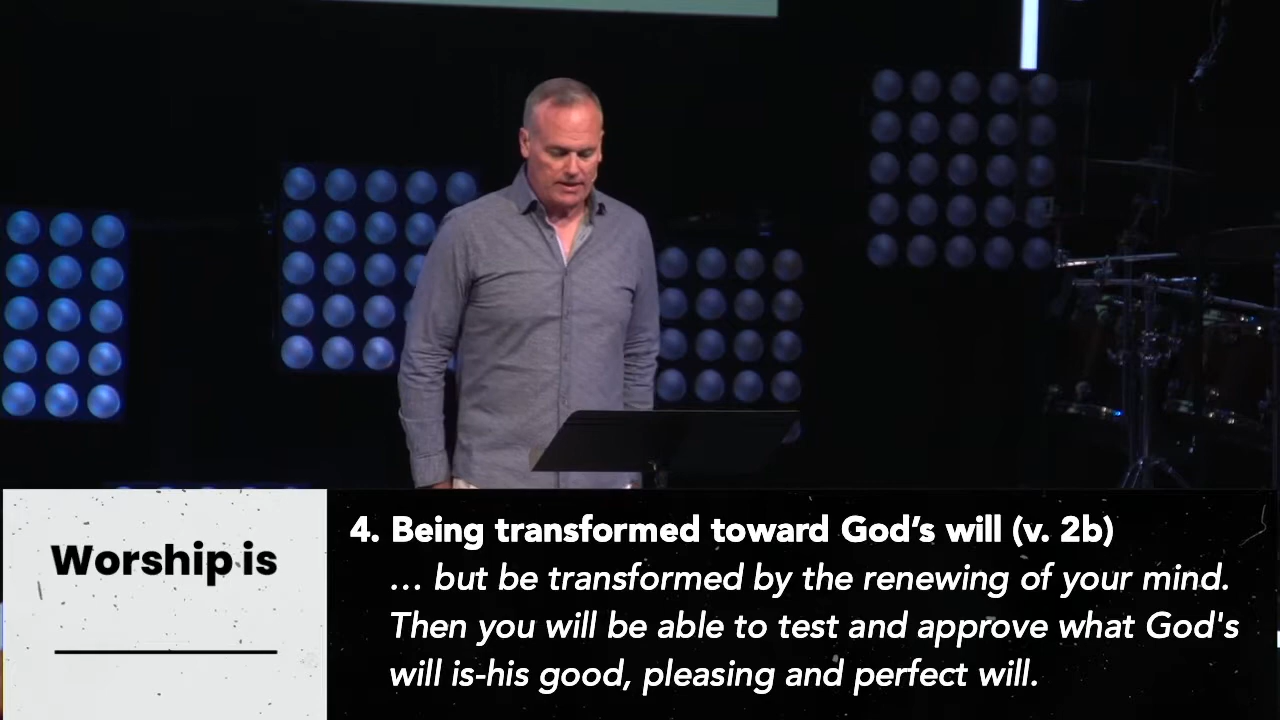 Worship is
4. Being transformed toward God’s will (v. 2b)
... but be transformed by the renewing of your mind.
Then you will be able to test and approve what God's
will is-his good, pleasing and perfect will.